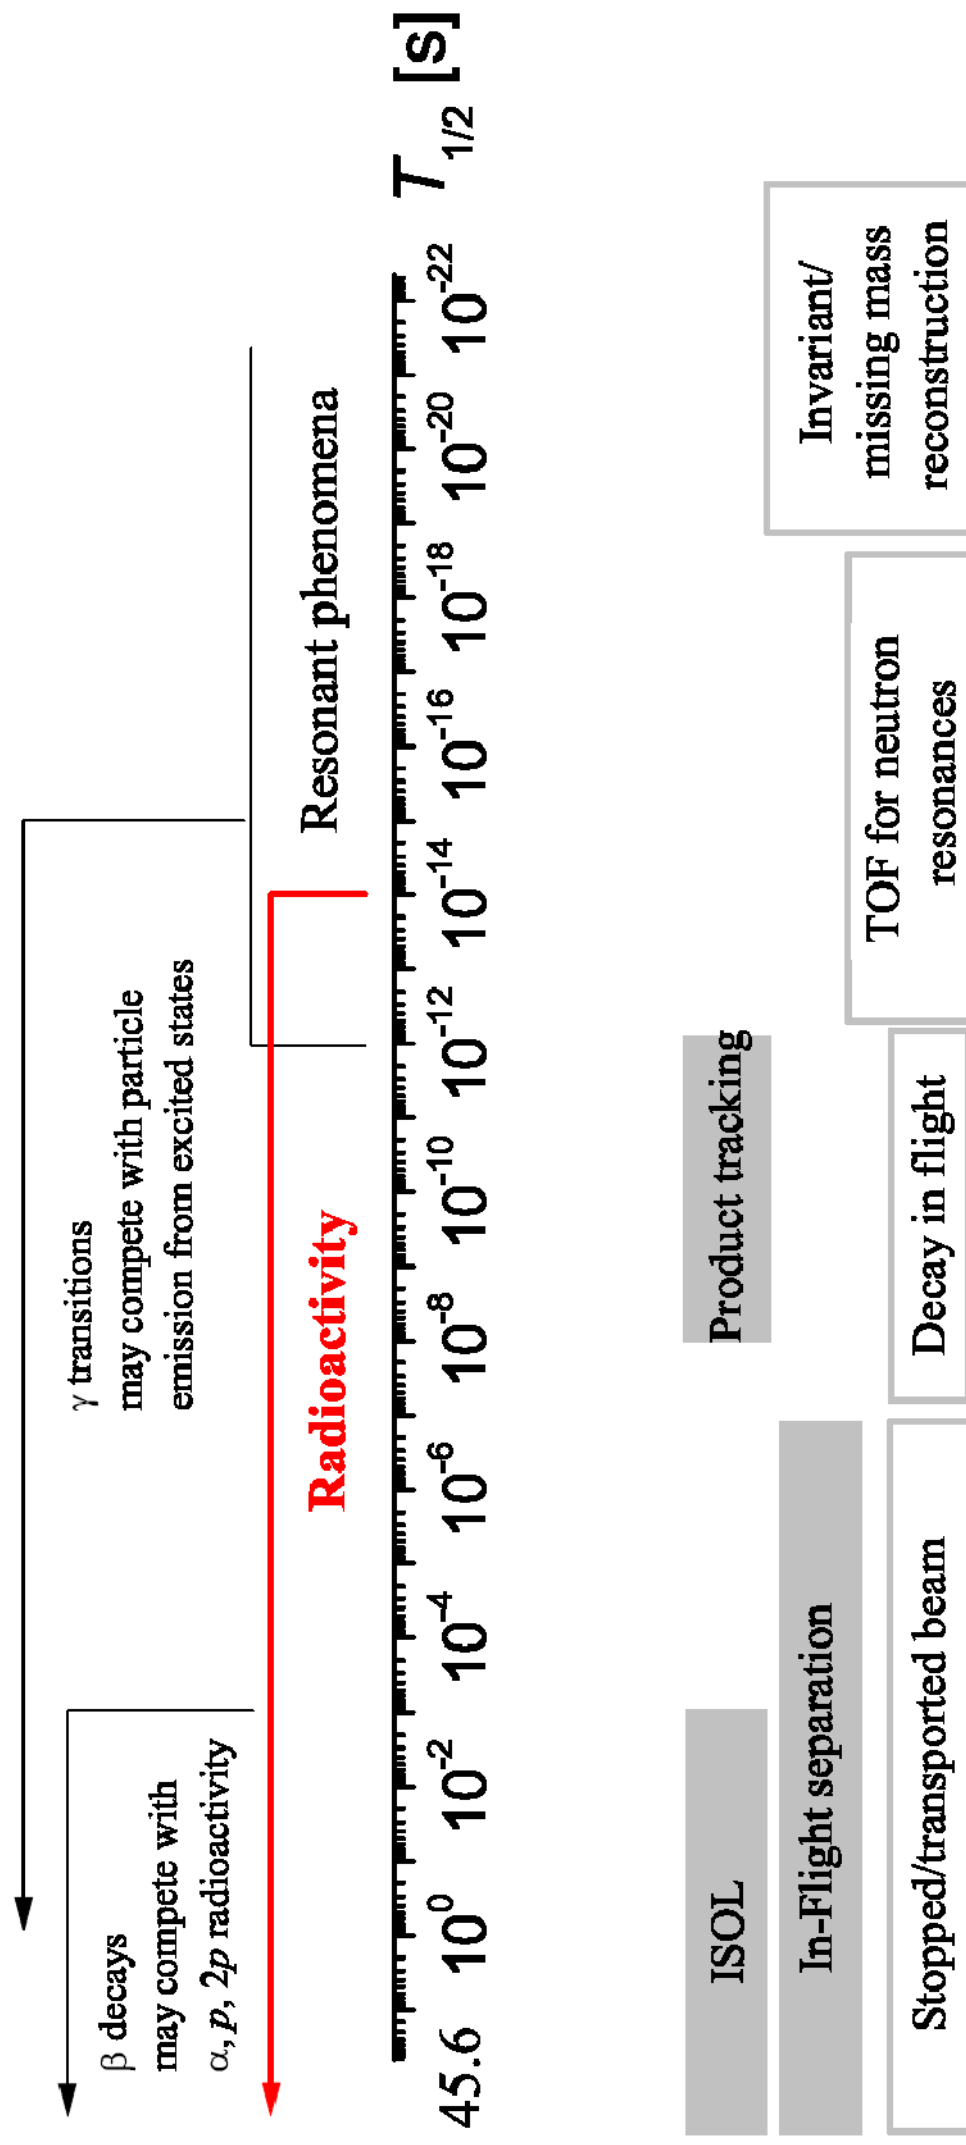 γ transitions
may compete with particle
emission from excited states
β decays
may compete with
α, p, 2p radioactivity
Radioactivity
Resonant phenomena
45.6 10⁰ 10⁻² 10⁻⁴ 10⁻⁶ 10⁻⁸ 10⁻¹⁰ 10⁻¹² 10⁻¹⁴ 10⁻¹⁶ 10⁻¹⁸ 10⁻²⁰ 10⁻²² T₁/₂ [s]
ISOL
Product tracking
In-Flight separation
Stopped/transported beam
Decay in flight
TOF for neutron
resonances
Invariant/
missing mass
reconstruction